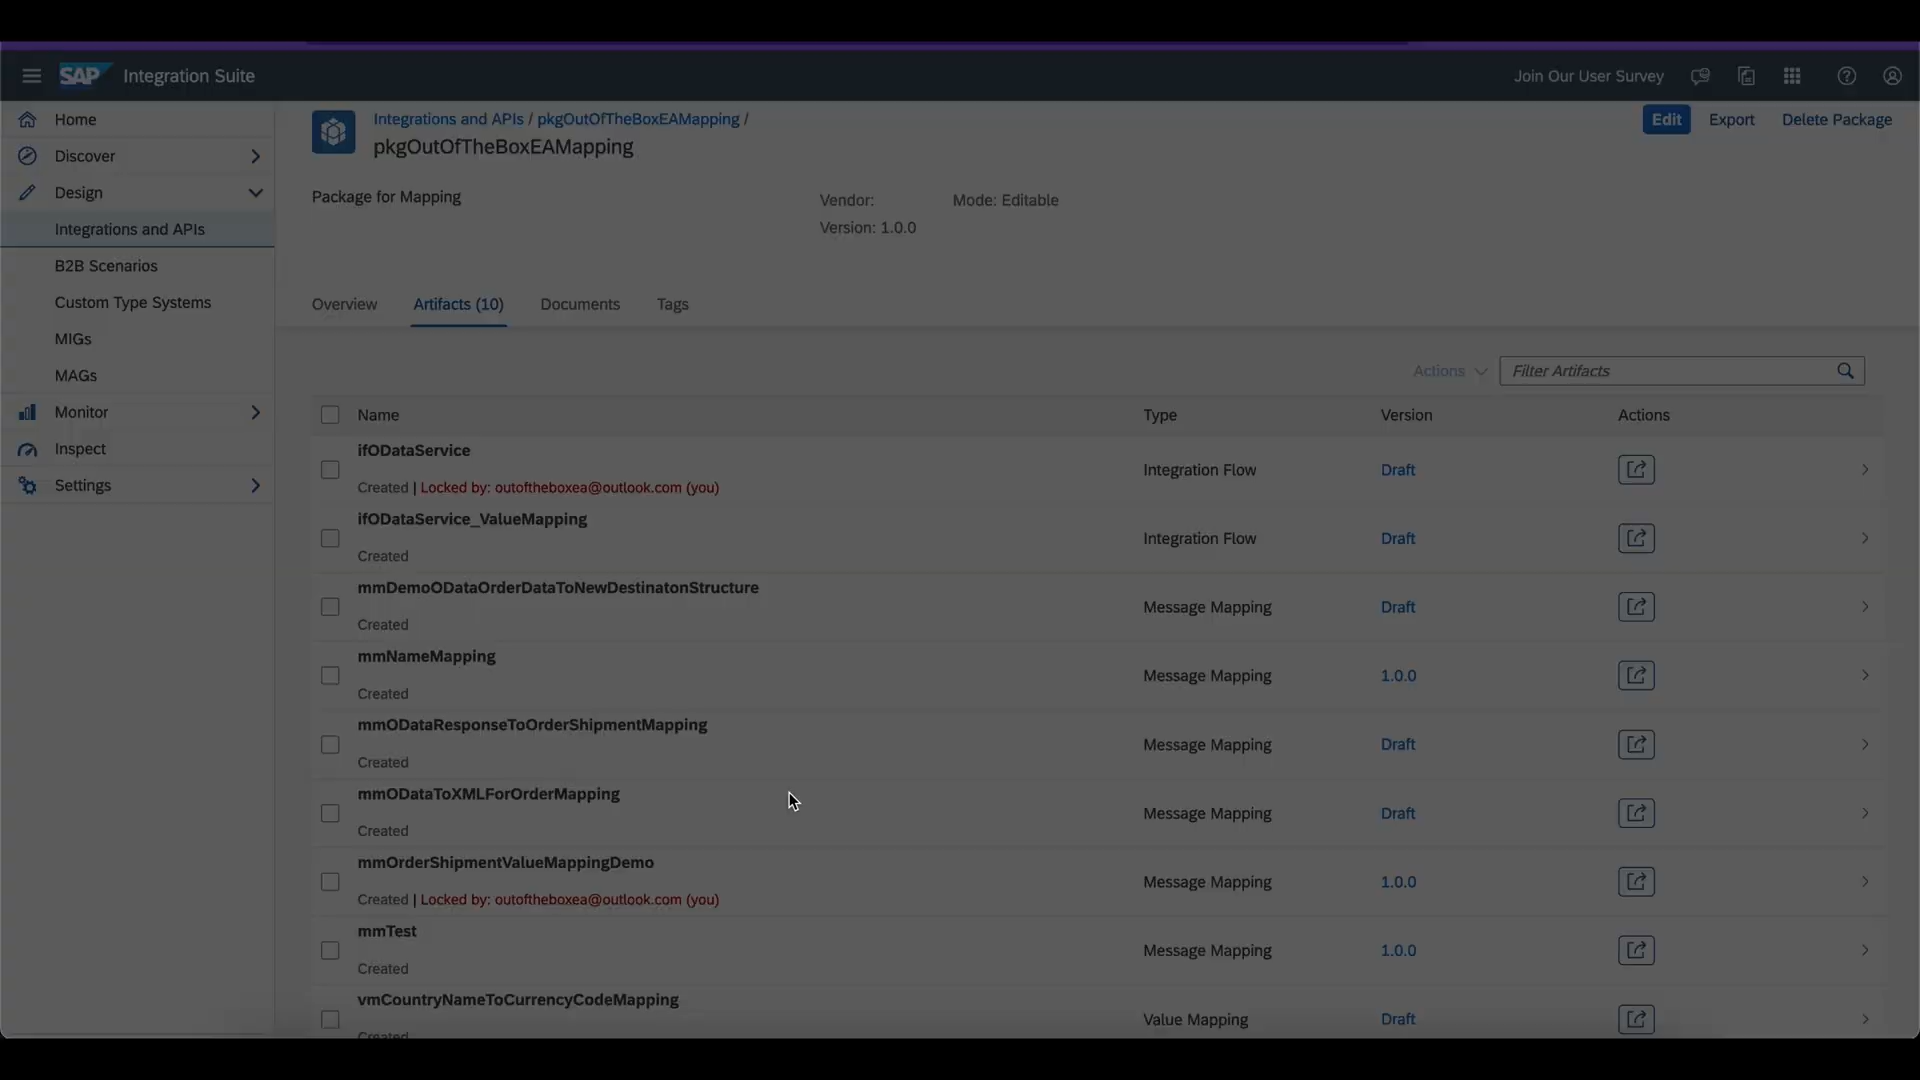 SAP Integration Suite
Join Our User Survey
Home
Discover
Design
Integrations and APIs
B2B Scenarios
Custom Type Systems
MIGs
MAGs
Monitor
Inspect
Settings
Integrations and APIs / pkgOutOfTheBoxEAMapping /
pkgOutOfTheBoxEAMapping
Edit Export Delete Package
Package for Mapping
Vendor: Mode: Editable
Version: 1.0.0
Overview Artifacts (10) Documents Tags
Actions Filter Artifacts
Name Type Version Actions
ifODataService
Integration Flow Draft
Created | Locked by: outoftheboxea@outlook.com (you)
ifODataService_ValueMapping
Integration Flow Draft
Created
mmDemoODataOrderDataToNewDestinatonStructure
Message Mapping Draft
Created
mmNameMapping
Message Mapping 1.0.0
Created
mmODataResponseToOrderShipmentMapping
Message Mapping Draft
Created
mmODataToXMLForOrderMapping
Message Mapping Draft
Created
mmOrderShipmentValueMappingDemo
Message Mapping 1.0.0
Created | Locked by: outoftheboxea@outlook.com (you)
mmTest
Message Mapping 1.0.0
Created
vmCountryNameToCurrencyCodeMapping
Value Mapping Draft
Created